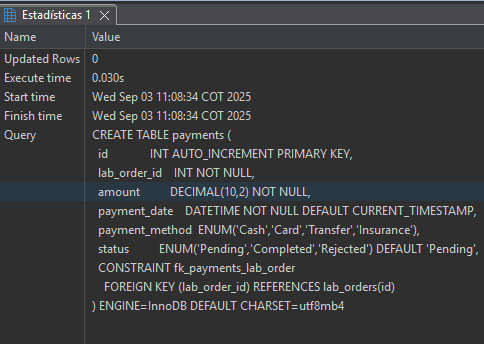 Estadísticas 1
Name Value
Updated Rows 0
Execute time 0.030s
Start time Wed Sep 03 11:08:34 COT 2025
Finish time Wed Sep 03 11:08:34 COT 2025
Query CREATE TABLE payments (
id INT AUTO_INCREMENT PRIMARY KEY,
lab_order_id INT NOT NULL,
amount DECIMAL(10,2) NOT NULL,
payment_date DATETIME NOT NULL DEFAULT CURRENT_TIMESTAMP,
payment_method ENUM('Cash','Card','Transfer','Insurance'),
status ENUM('Pending','Completed','Rejected') DEFAULT 'Pending',
CONSTRAINT fk_payments_lab_order
FOREIGN KEY (lab_order_id) REFERENCES lab_orders(id)
) ENGINE=InnoDB DEFAULT CHARSET=utf8mb4